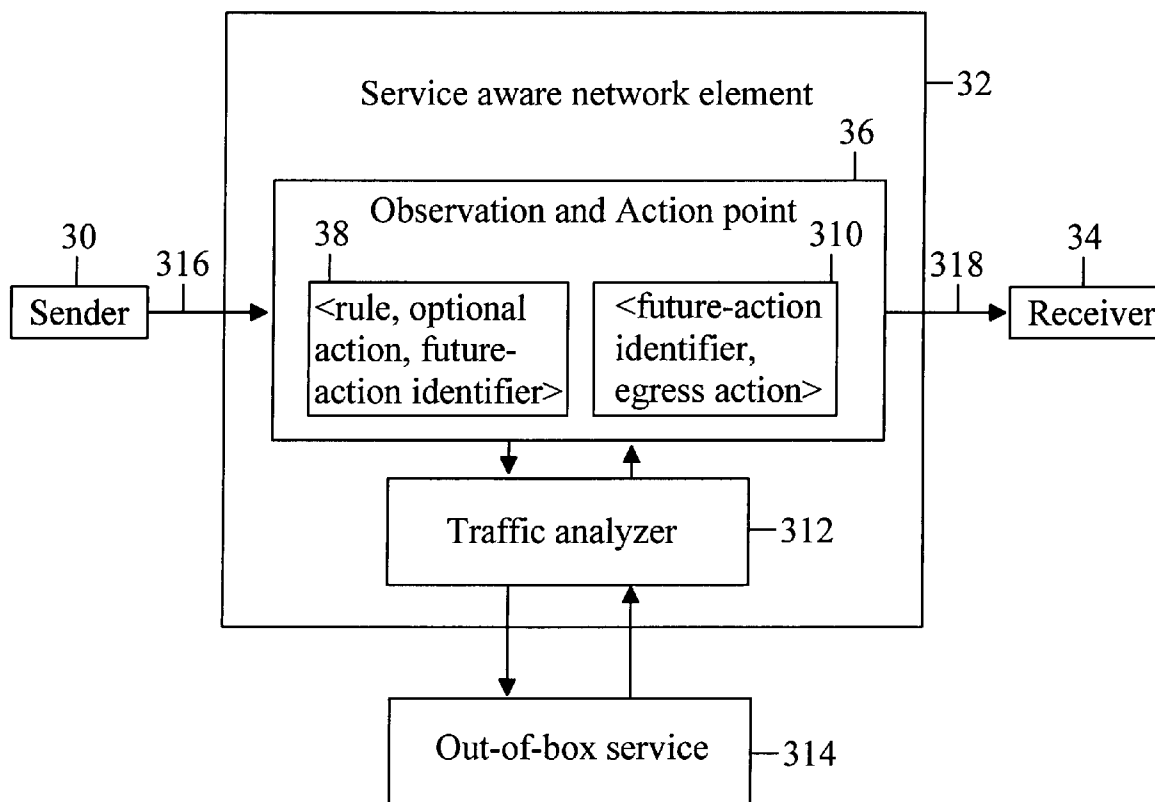 Service aware network element
32
36
Observation and Action point
30
316
38
310
318
34
Sender
<rule, optional
action, future-
action identifier>
<future-action
identifier,
egress action>
Receiver
Traffic analyzer
312
Out-of-box service
314